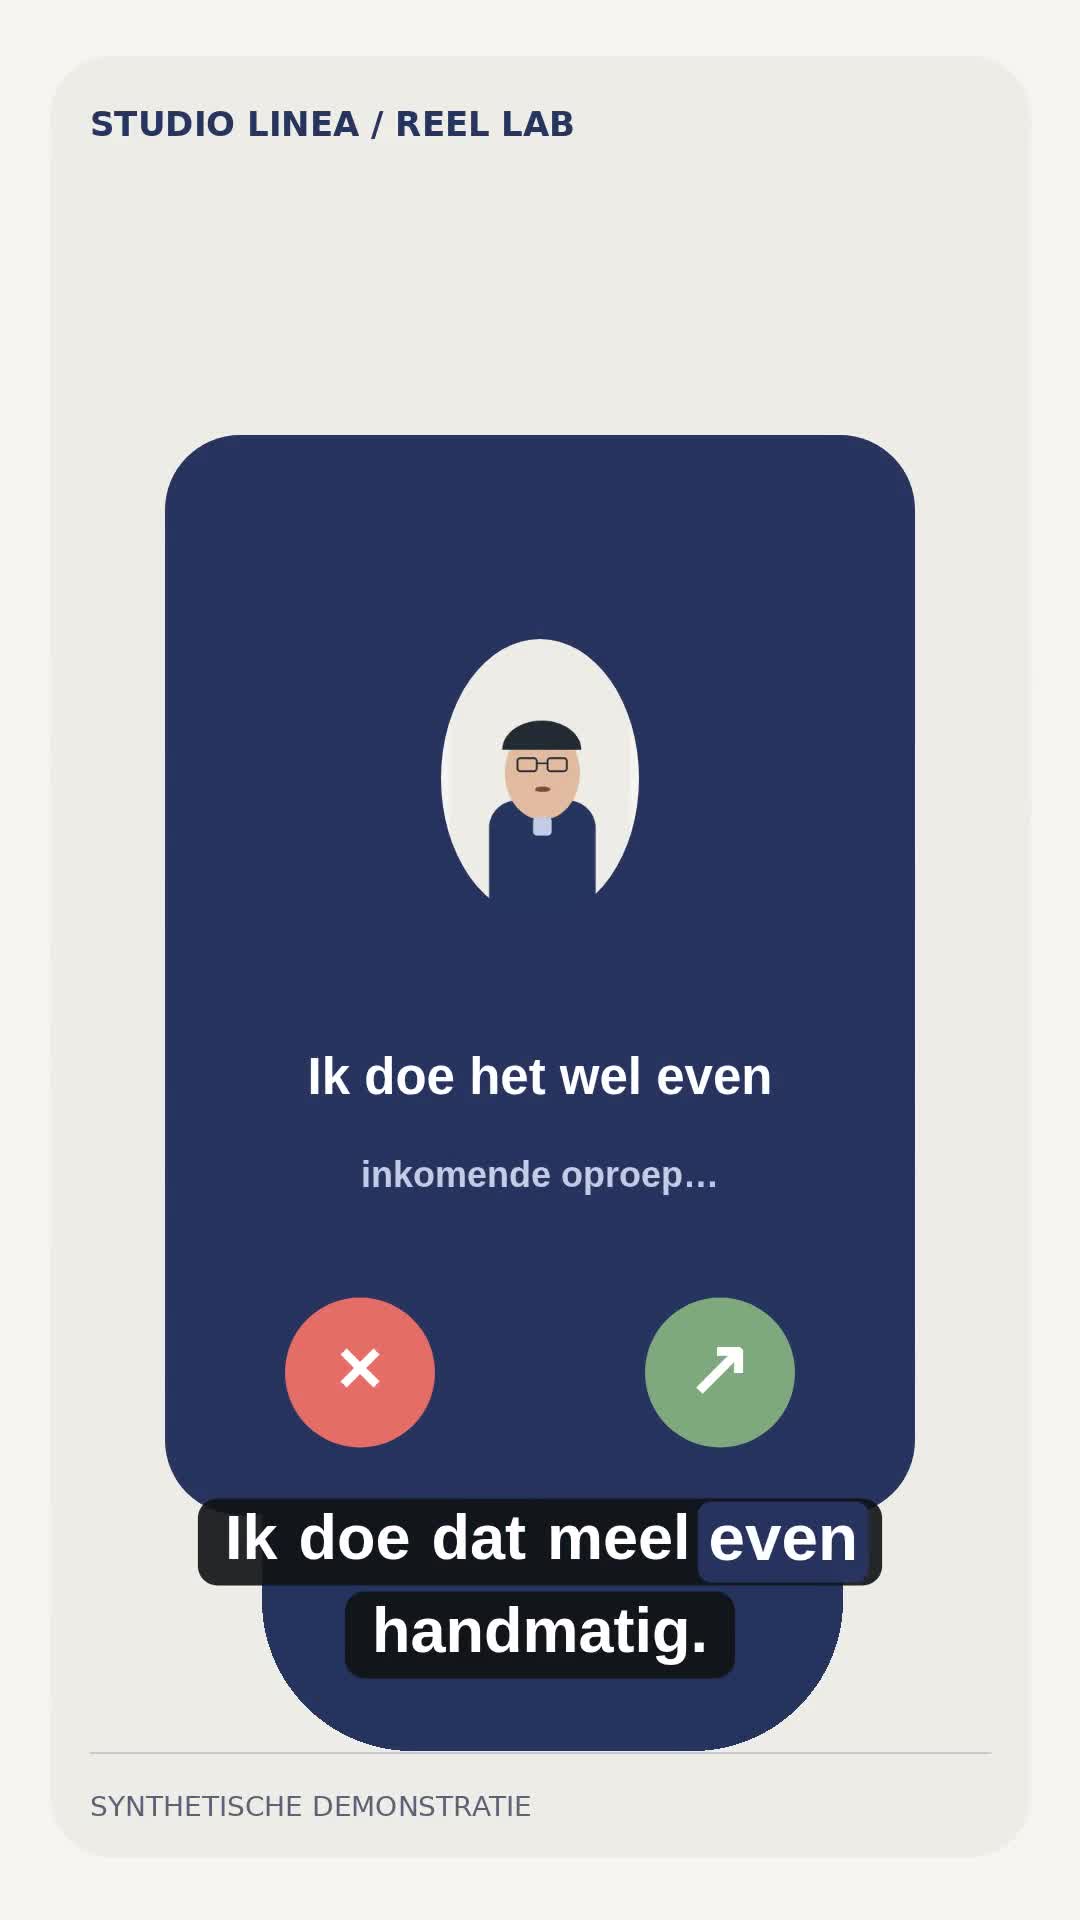 STUDIO LINEA / REEL LAB
Ik doe het wel even
inkomende oproep…
Ik doe dat meel even
handmatig.
SYNTHETISCHE DEMONSTRATIE